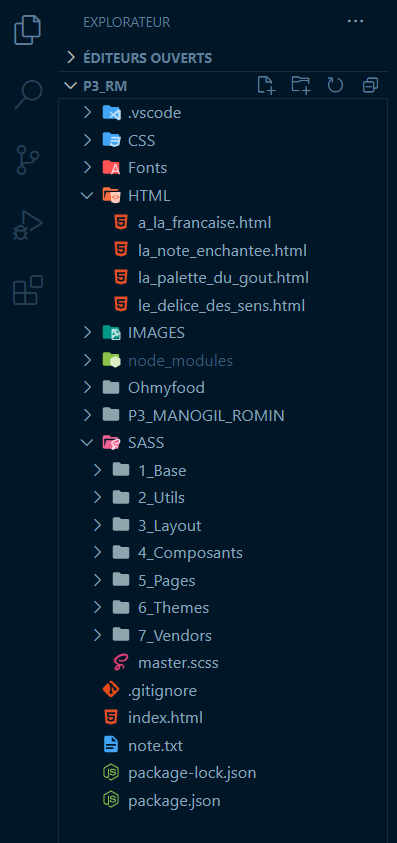 EXPLORATEUR
ÉDITEURS OUVERTS
P3_RM
.vscode
CSS
Fonts
HTML
a_la_francaise.html
la_note_enchantee.html
la_palette_du_gout.html
le_delice_des_sens.html
IMAGES
node_modules
Ohmyfood
P3_MANOGIL_ROMIN
SASS
1_Base
2_Utils
3_Layout
4_Composants
5_Pages
6_Themes
7_Vendors
master.scss
.gitignore
index.html
note.txt
package-lock.json
package.json